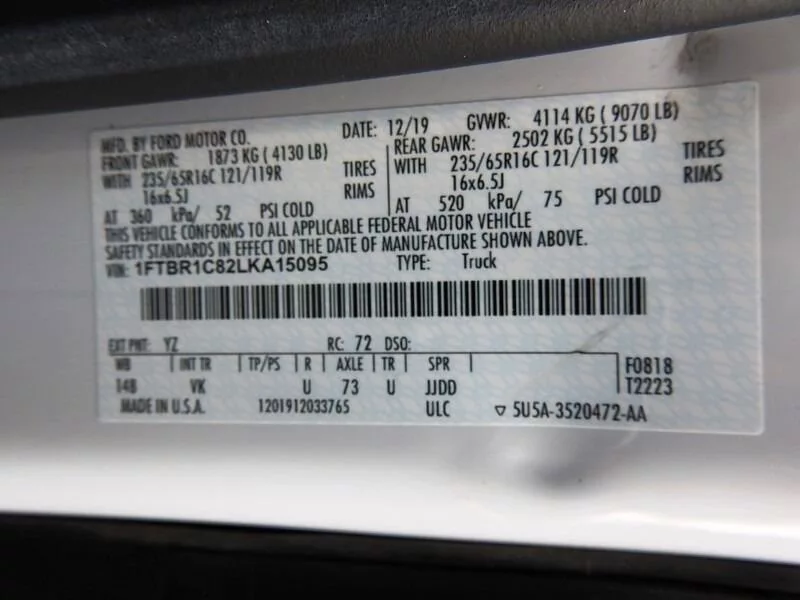 MFD. BY FORD MOTOR CO. DATE: 12/19 GVWR: 4114 KG ( 9070 LB)
FRONT GAWR: 1873 KG ( 4130 LB) REAR GAWR: 2502 KG ( 5515 LB)
WITH 235/65R16C 121/119R TIRES WITH 235/65R16C 121/119R TIRES
16x6.5J RIMS 16x6.5J RIMS
AT 360 kPa/ 52 PSI COLD AT 520 kPa/ 75 PSI COLD
THIS VEHICLE CONFORMS TO ALL APPLICABLE FEDERAL MOTOR VEHICLE
SAFETY STANDARDS IN EFFECT ON THE DATE OF MANUFACTURE SHOWN ABOVE.
VIN: 1FTBR1C82LKA15095 TYPE: Truck
EXT PNT: YZ RC: 72 DSO:
WB INT TR TP/PS R AXLE TR SPR F0818
148 VK U 73 U JJDD T2223
MADE IN U.S.A. 1201912033765 ULC ▽ 5U5A-3520472-AA